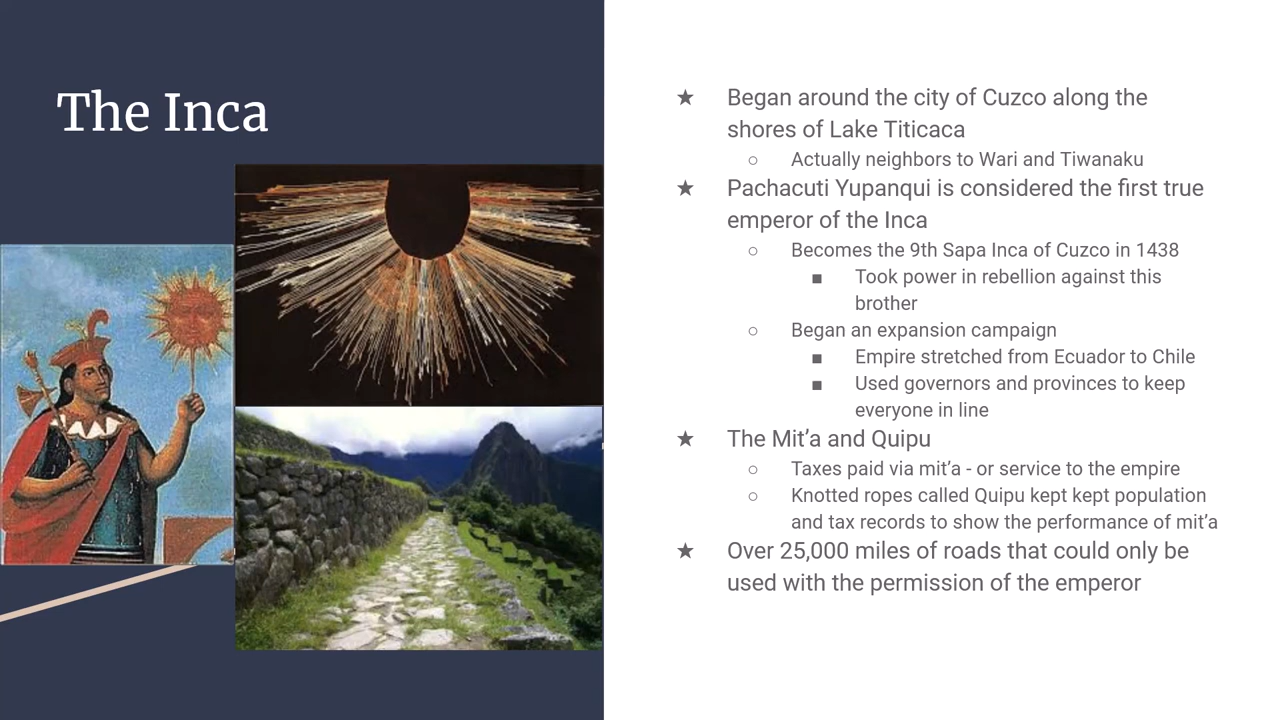 The Inca
★ Began around the city of Cuzco along the
shores of Lake Titicaca
○ Actually neighbors to Wari and Tiwanaku
★ Pachacuti Yupanqui is considered the first true
emperor of the Inca
○ Becomes the 9th Sapa Inca of Cuzco in 1438
■ Took power in rebellion against this
brother
○ Began an expansion campaign
■ Empire stretched from Ecuador to Chile
■ Used governors and provinces to keep
everyone in line
★ The Mit’a and Quipu
○ Taxes paid via mit’a - or service to the empire
○ Knotted ropes called Quipu kept kept population
and tax records to show the performance of mit’a
★ Over 25,000 miles of roads that could only be
used with the permission of the emperor